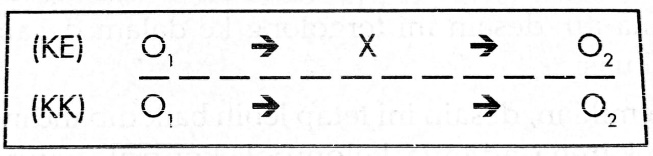 (KE) O₁ → X → O₂
(KK) O₁ → → O₂